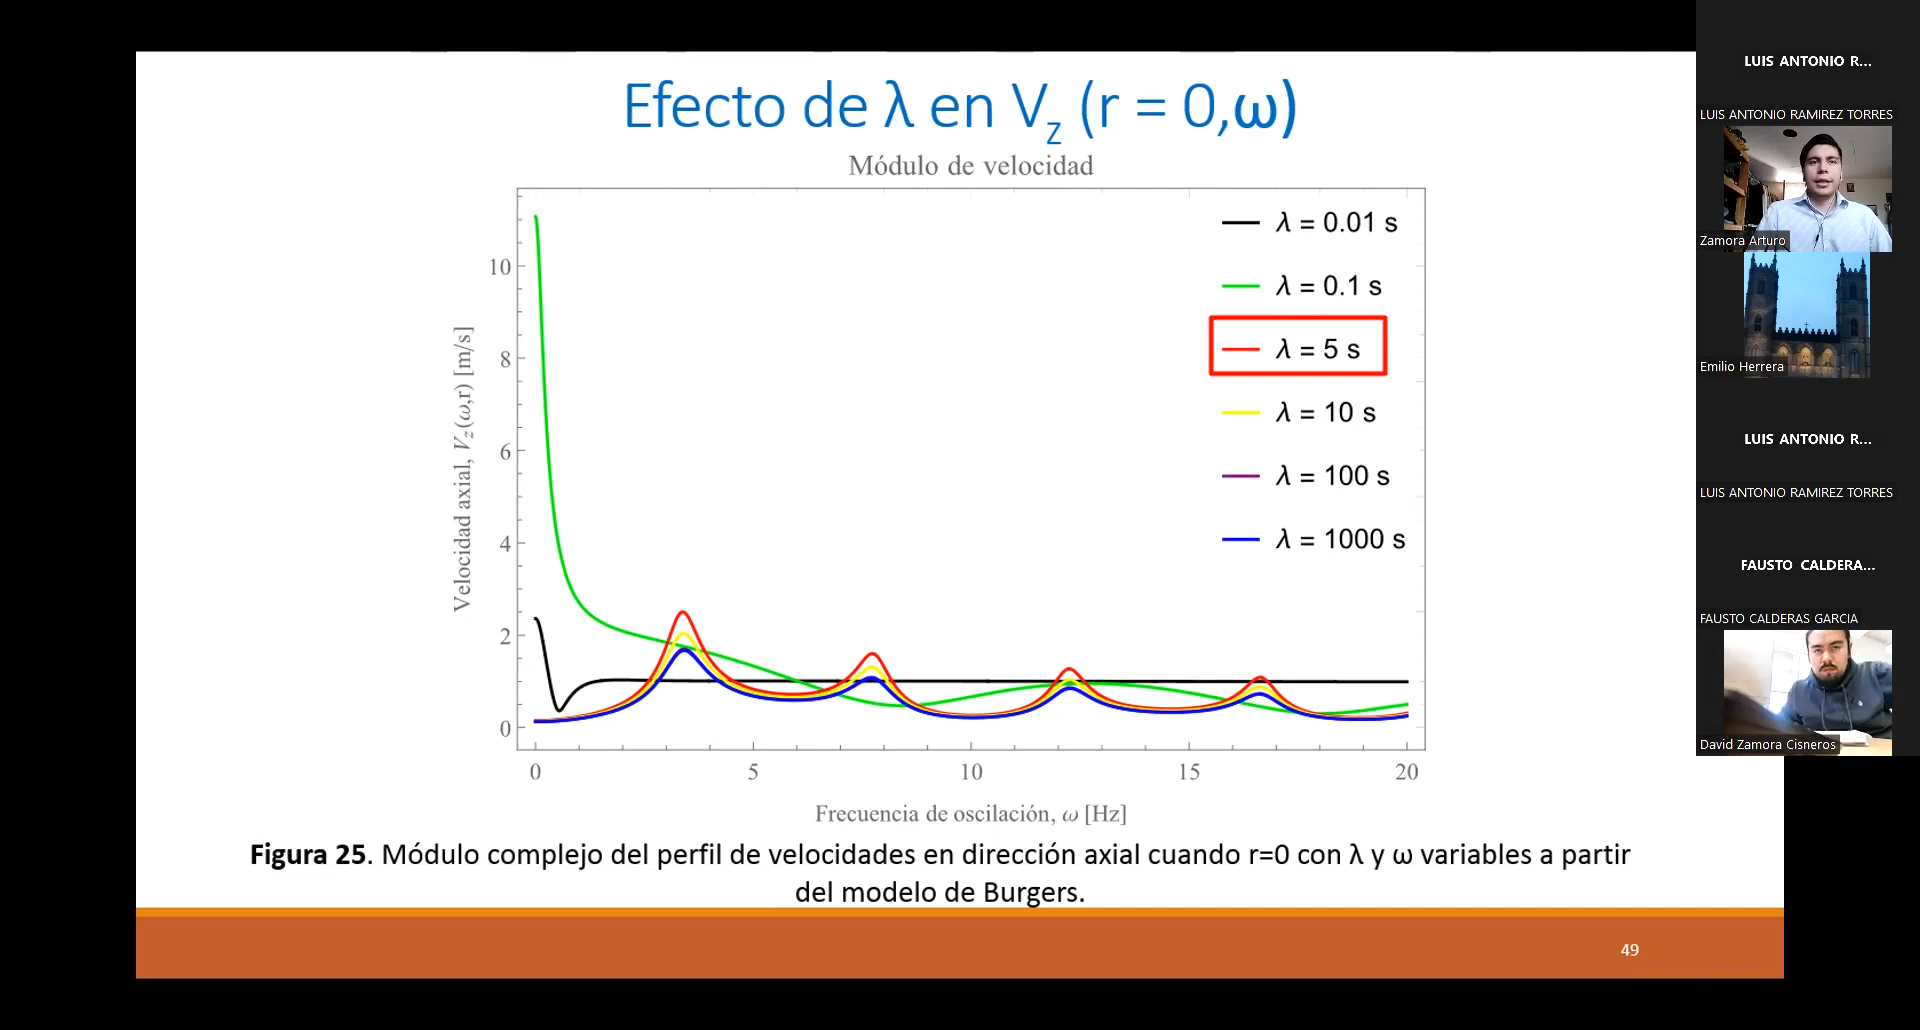 Efecto de λ en Vz (r = 0,ω)
Módulo de velocidad
λ = 0.01 s
λ = 0.1 s
λ = 5 s
λ = 10 s
λ = 100 s
λ = 1000 s
Velocidad axial, Vz(ω,r) [m/s]
10
8
6
4
2
0
0 5 10 15 20
Frecuencia de oscilación, ω [Hz]
Figura 25. Módulo complejo del perfil de velocidades en dirección axial cuando r=0 con λ y ω variables a partir
del modelo de Burgers.
49
LUIS ANTONIO R...
LUIS ANTONIO RAMIREZ TORRES
Zamora Arturo
Emilio Herrera
LUIS ANTONIO R...
LUIS ANTONIO RAMIREZ TORRES
FAUSTO CALDERA...
FAUSTO CALDERAS GARCIA
David Zamora Cisneros